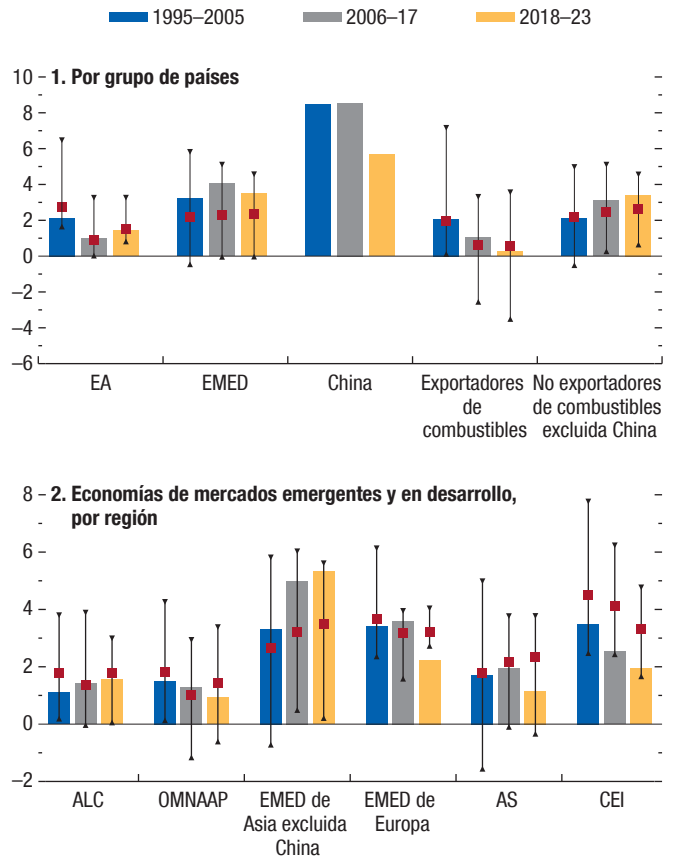 1995–2005 2006–17 2018–23
1. Por grupo de países
10
8
6
4
2
0
–2
–4
–6
EA EMED China Exportadores de combustibles No exportadores de combustibles excluida China
2. Economías de mercados emergentes y en desarrollo,
por región
8
6
4
2
0
–2
ALC OMNAAP EMED de Asia excluida China EMED de Europa AS CEI